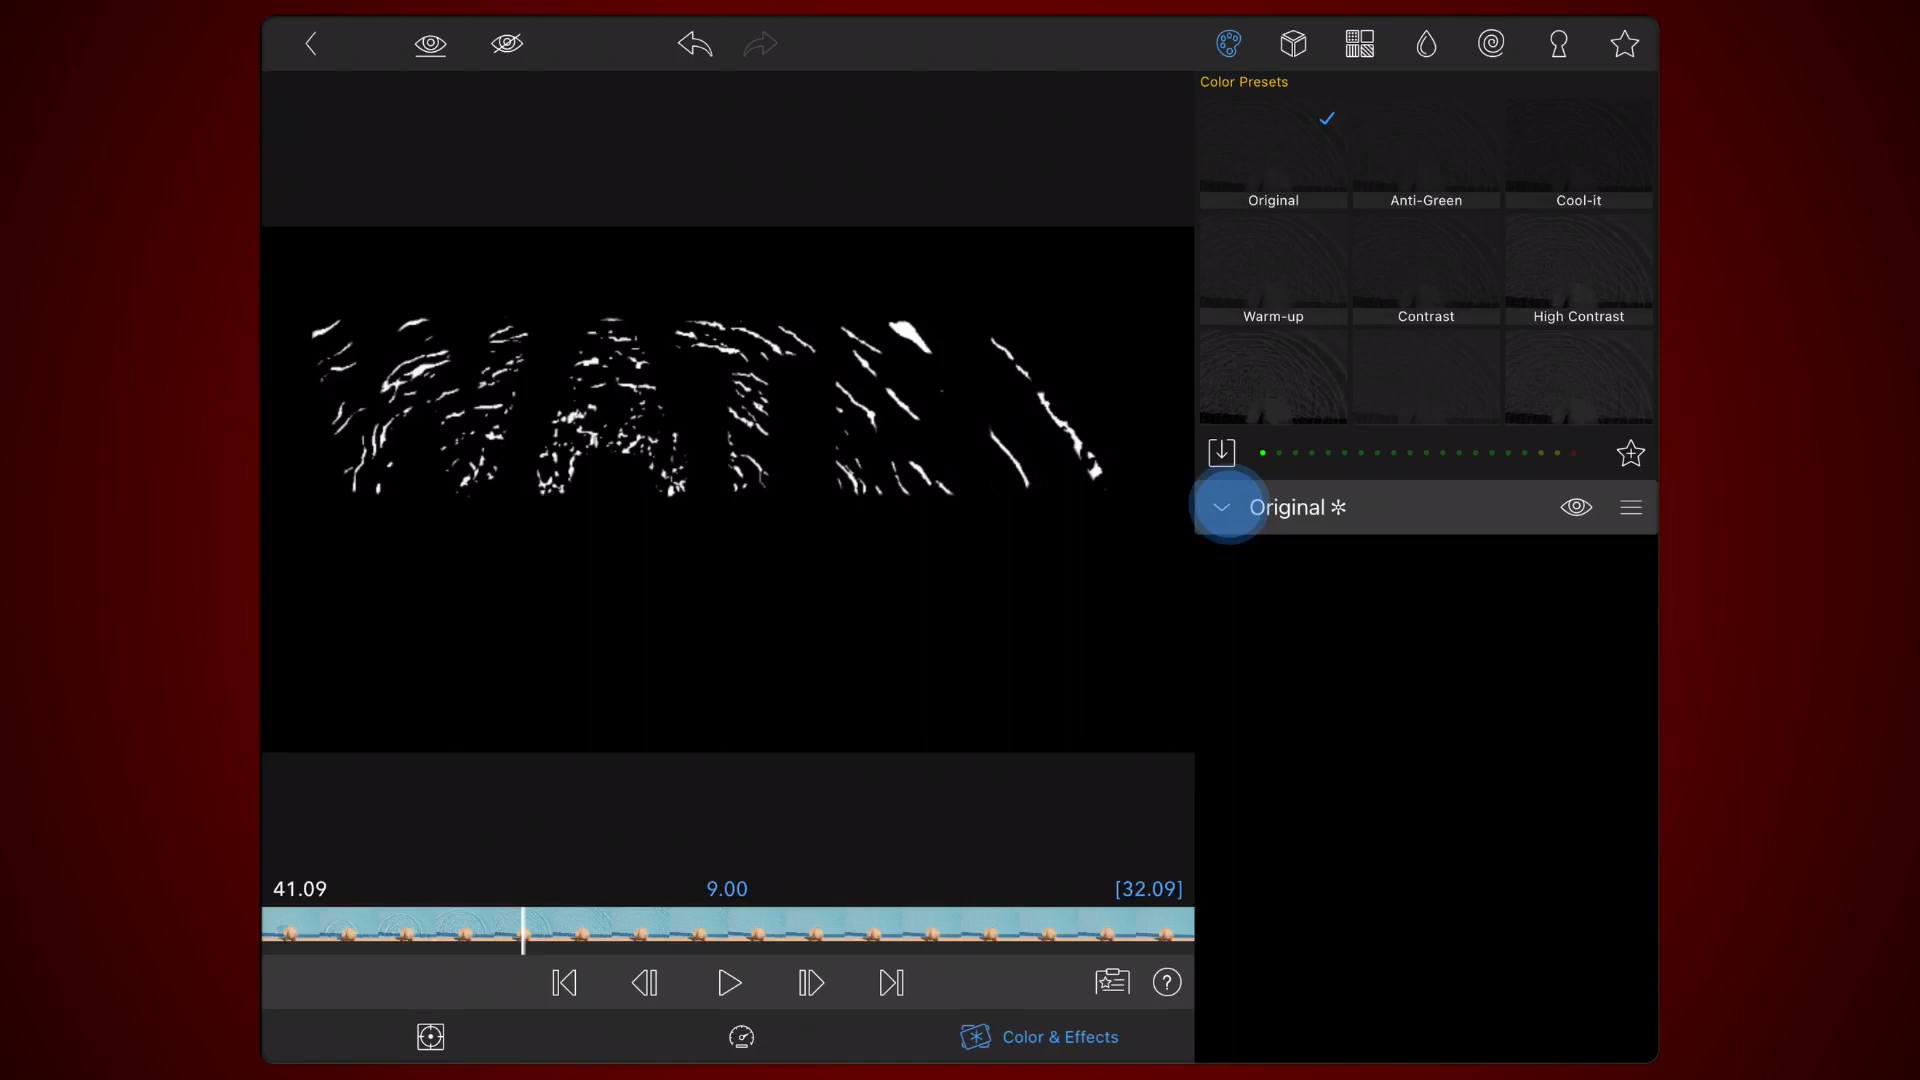 Color Presets
Original
Anti-Green
Cool-it
Warm-up
Contrast
High Contrast
Original ✻
41.09
9.00
[32.09]
Color & Effects